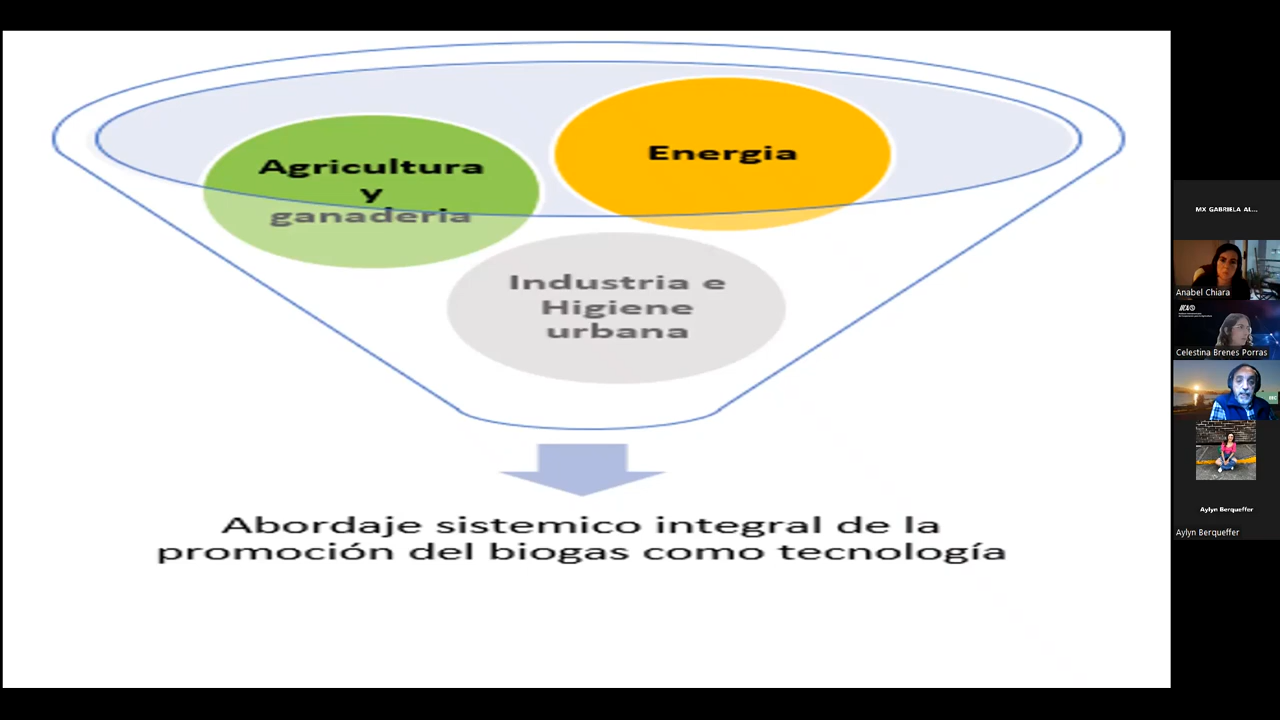 Agricultura
y
ganaderia
Energia
Industria e
Higiene
urbana
Abordaje sistemico integral de la
promoción del biogas como tecnología
MX GABRIELA AL...
Anabel Chiara
Celestina Brenes Porras
Aylyn Berqueffer
Aylyn Berqueffer